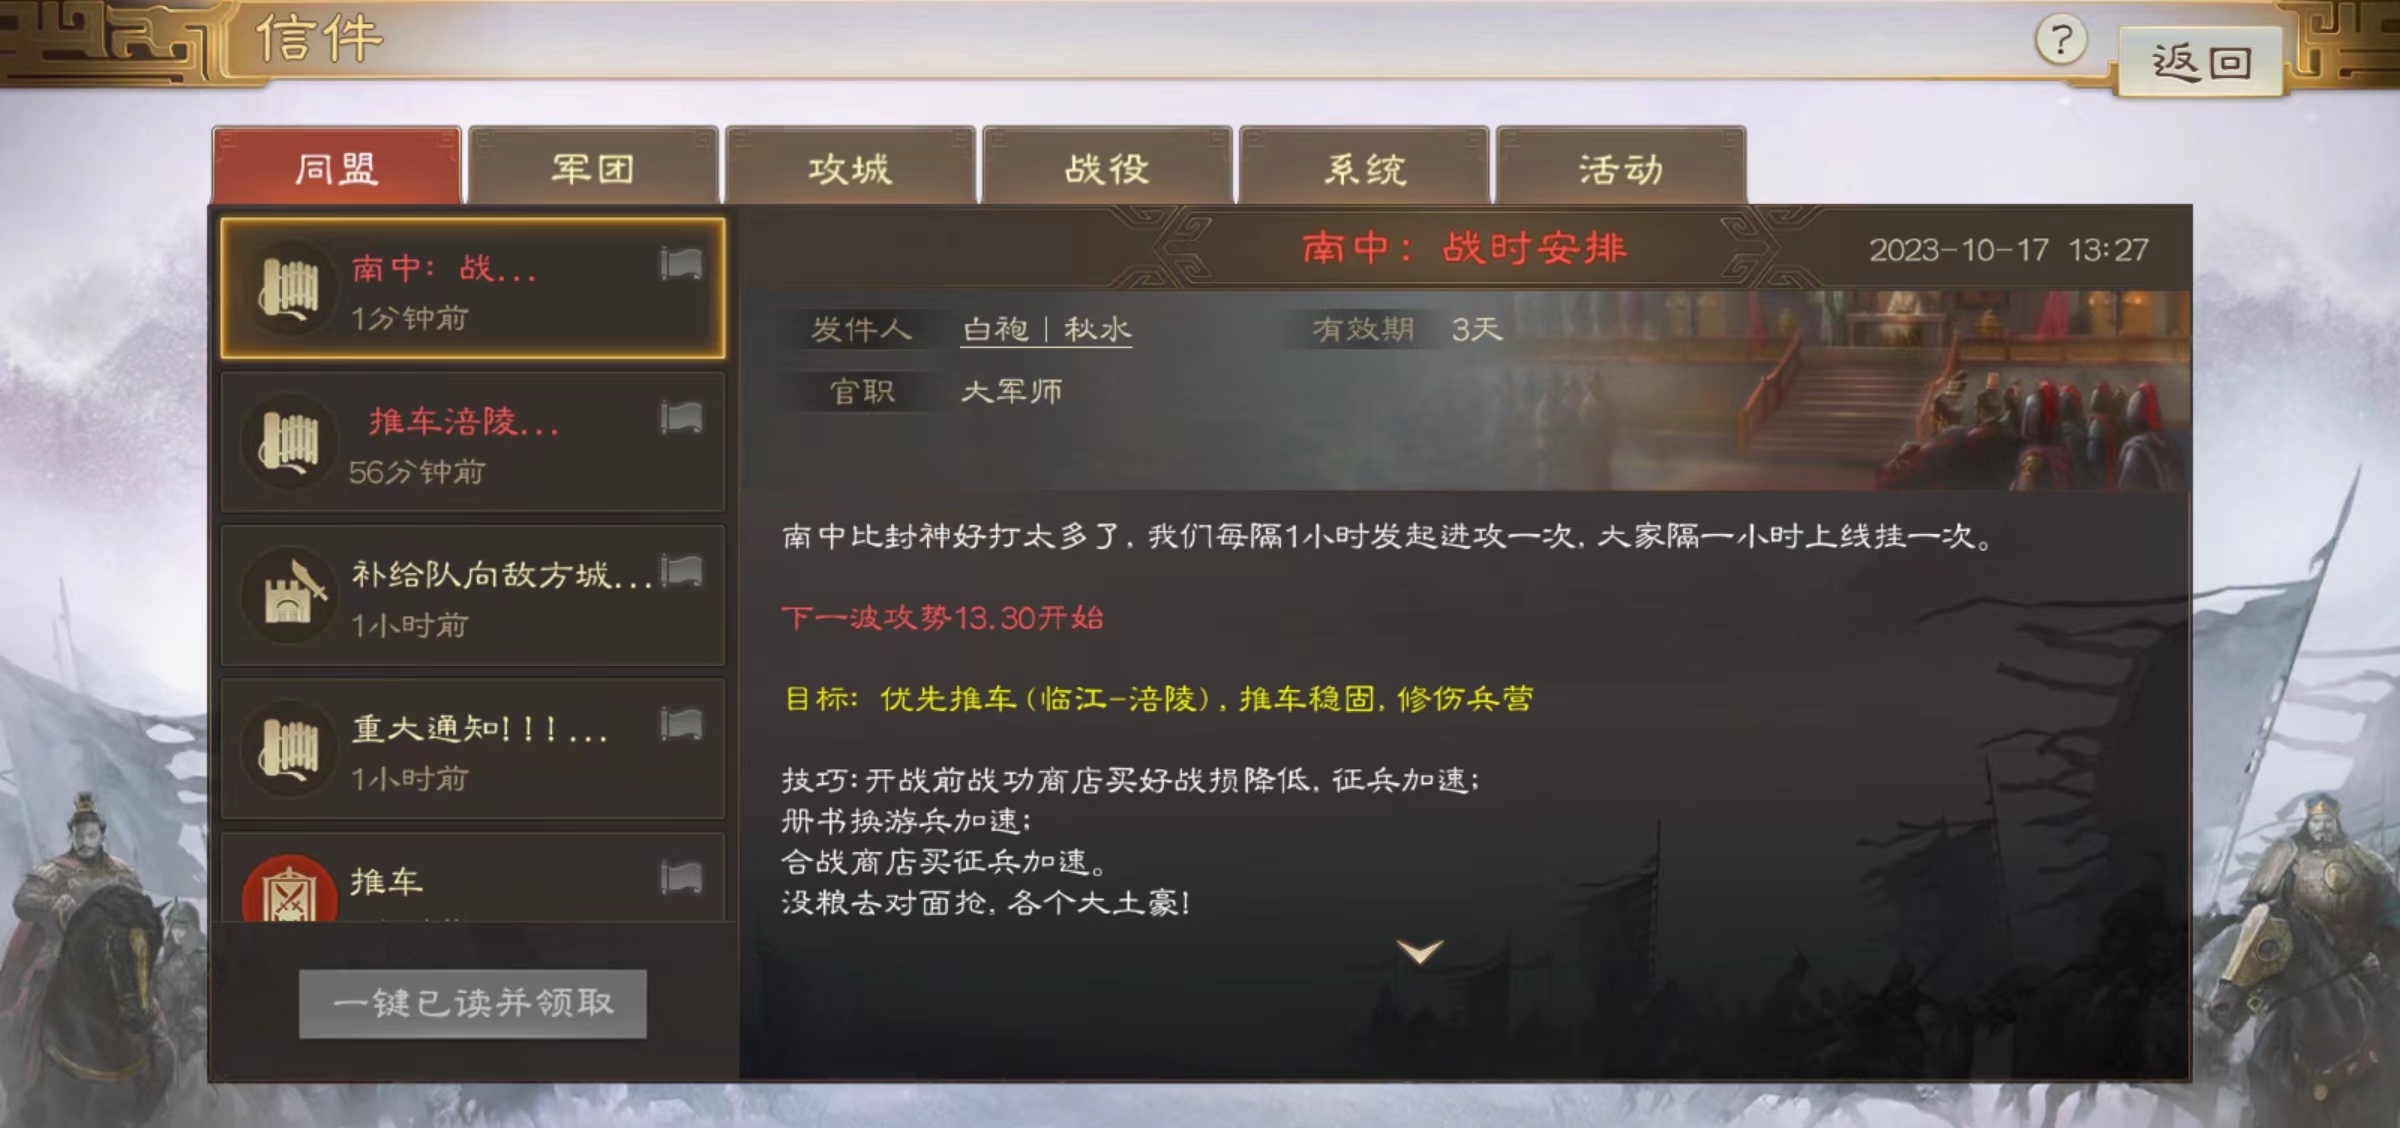 信件
?
返回
同盟
军团
攻城
战役
系统
活动
南中：战...
1分钟前
推车涪陵...
56分钟前
补给队向敌方城...
1小时前
重大通知!!!...
1小时前
推车
一键已读并领取
南中：战时安排
2023-10-17 13:27
发件人 白袍｜秋水
有效期 3天
官职 大军师
南中比封神好打太多了，我们每隔1小时发起进攻一次，大家隔一小时上线挂一次。
下一波攻势13.30开始
目标：优先推车（临江-涪陵），推车稳固，修伤兵营
技巧：开战前战功商店买好战损降低，征兵加速；
册书换游兵加速；
合战商店买征兵加速。
没粮去对面抢，各个大土豪！